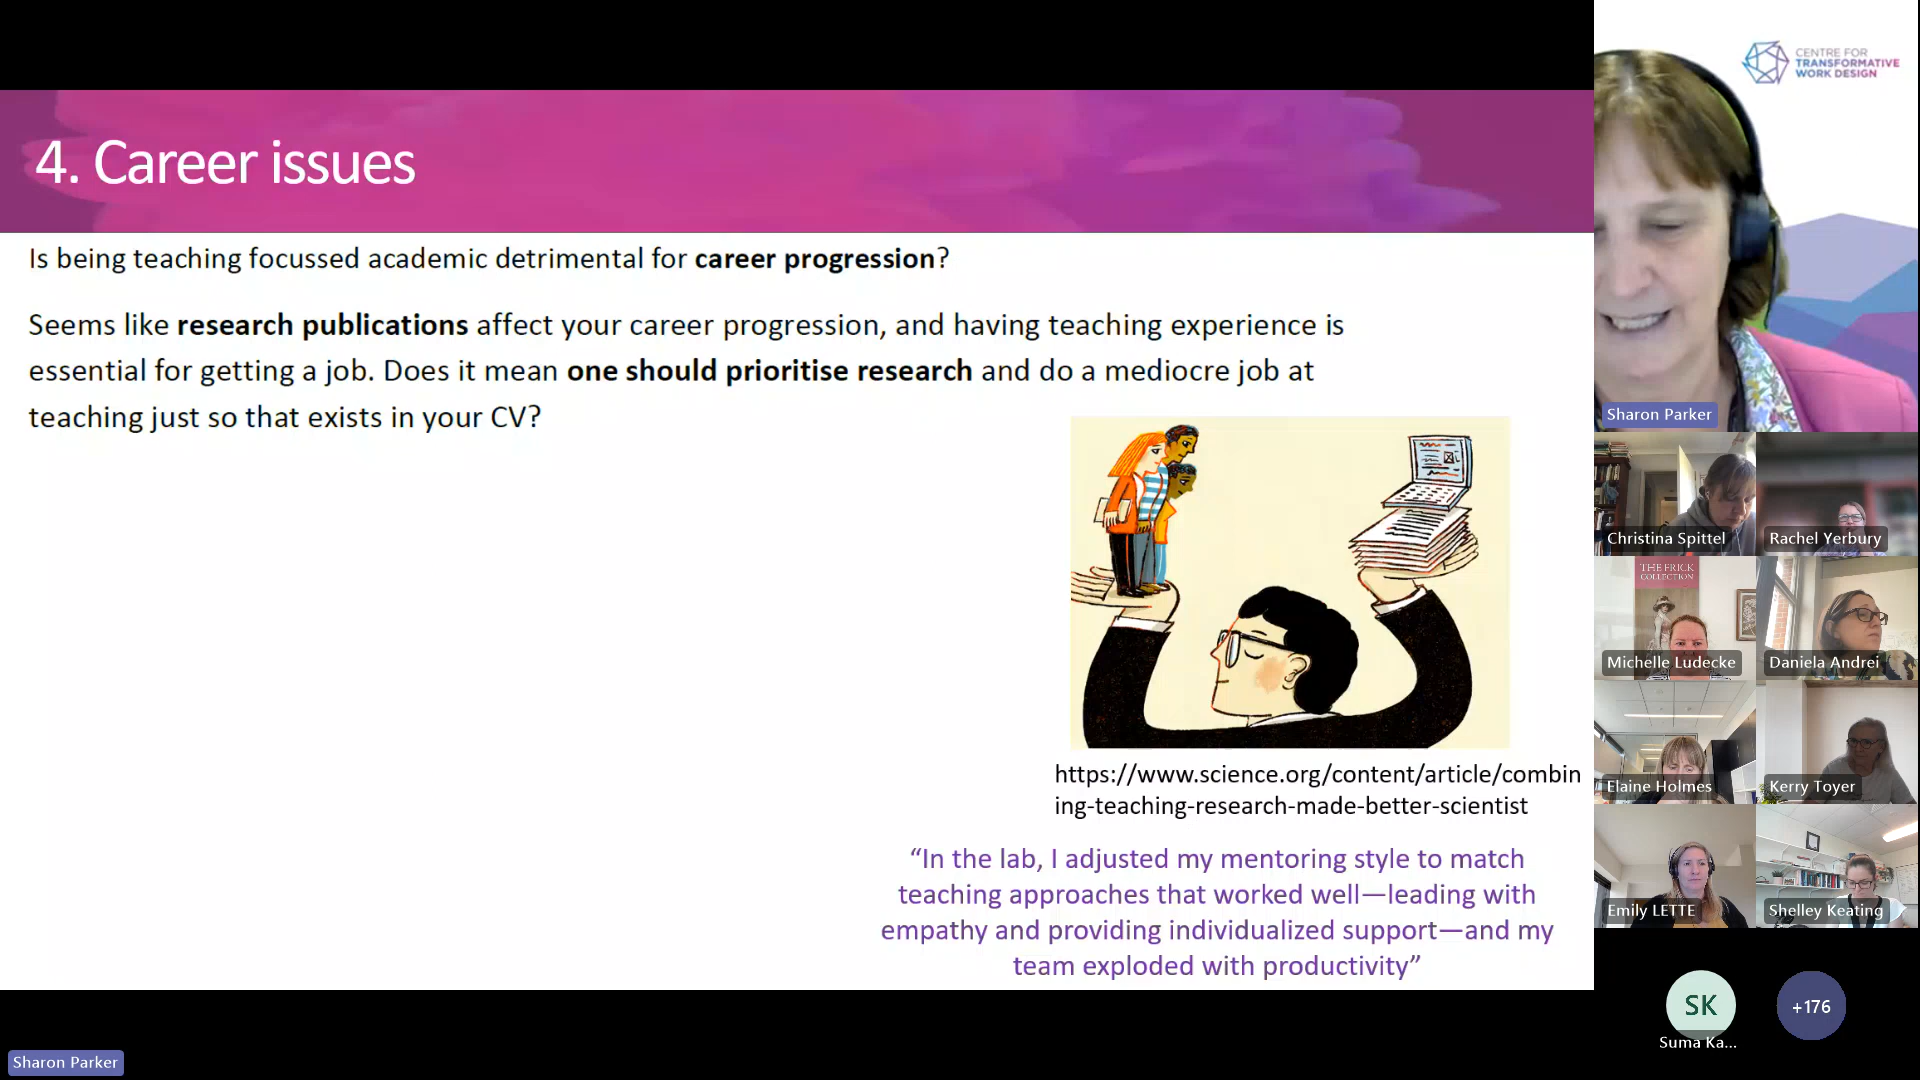 4. Career issues
Is being teaching focussed academic detrimental for career progression?
Seems like research publications affect your career progression, and having teaching experience is
essential for getting a job. Does it mean one should prioritise research and do a mediocre job at
teaching just so that exists in your CV?
https://www.science.org/content/article/combin
ing-teaching-research-made-better-scientist
“In the lab, I adjusted my mentoring style to match
teaching approaches that worked well—leading with
empathy and providing individualized support—and my
team exploded with productivity”
Sharon Parker
CENTRE FOR
TRANSFORMATIVE
WORK DESIGN
Sharon Parker
Christina Spittel
Rachel Yerbury
THE FRICK
COLLECTION
Michelle Ludecke
Daniela Andrei
Elaine Holmes
Kerry Toyer
Emily LETTE
Shelley Keating
SK
Suma Ka...
+176